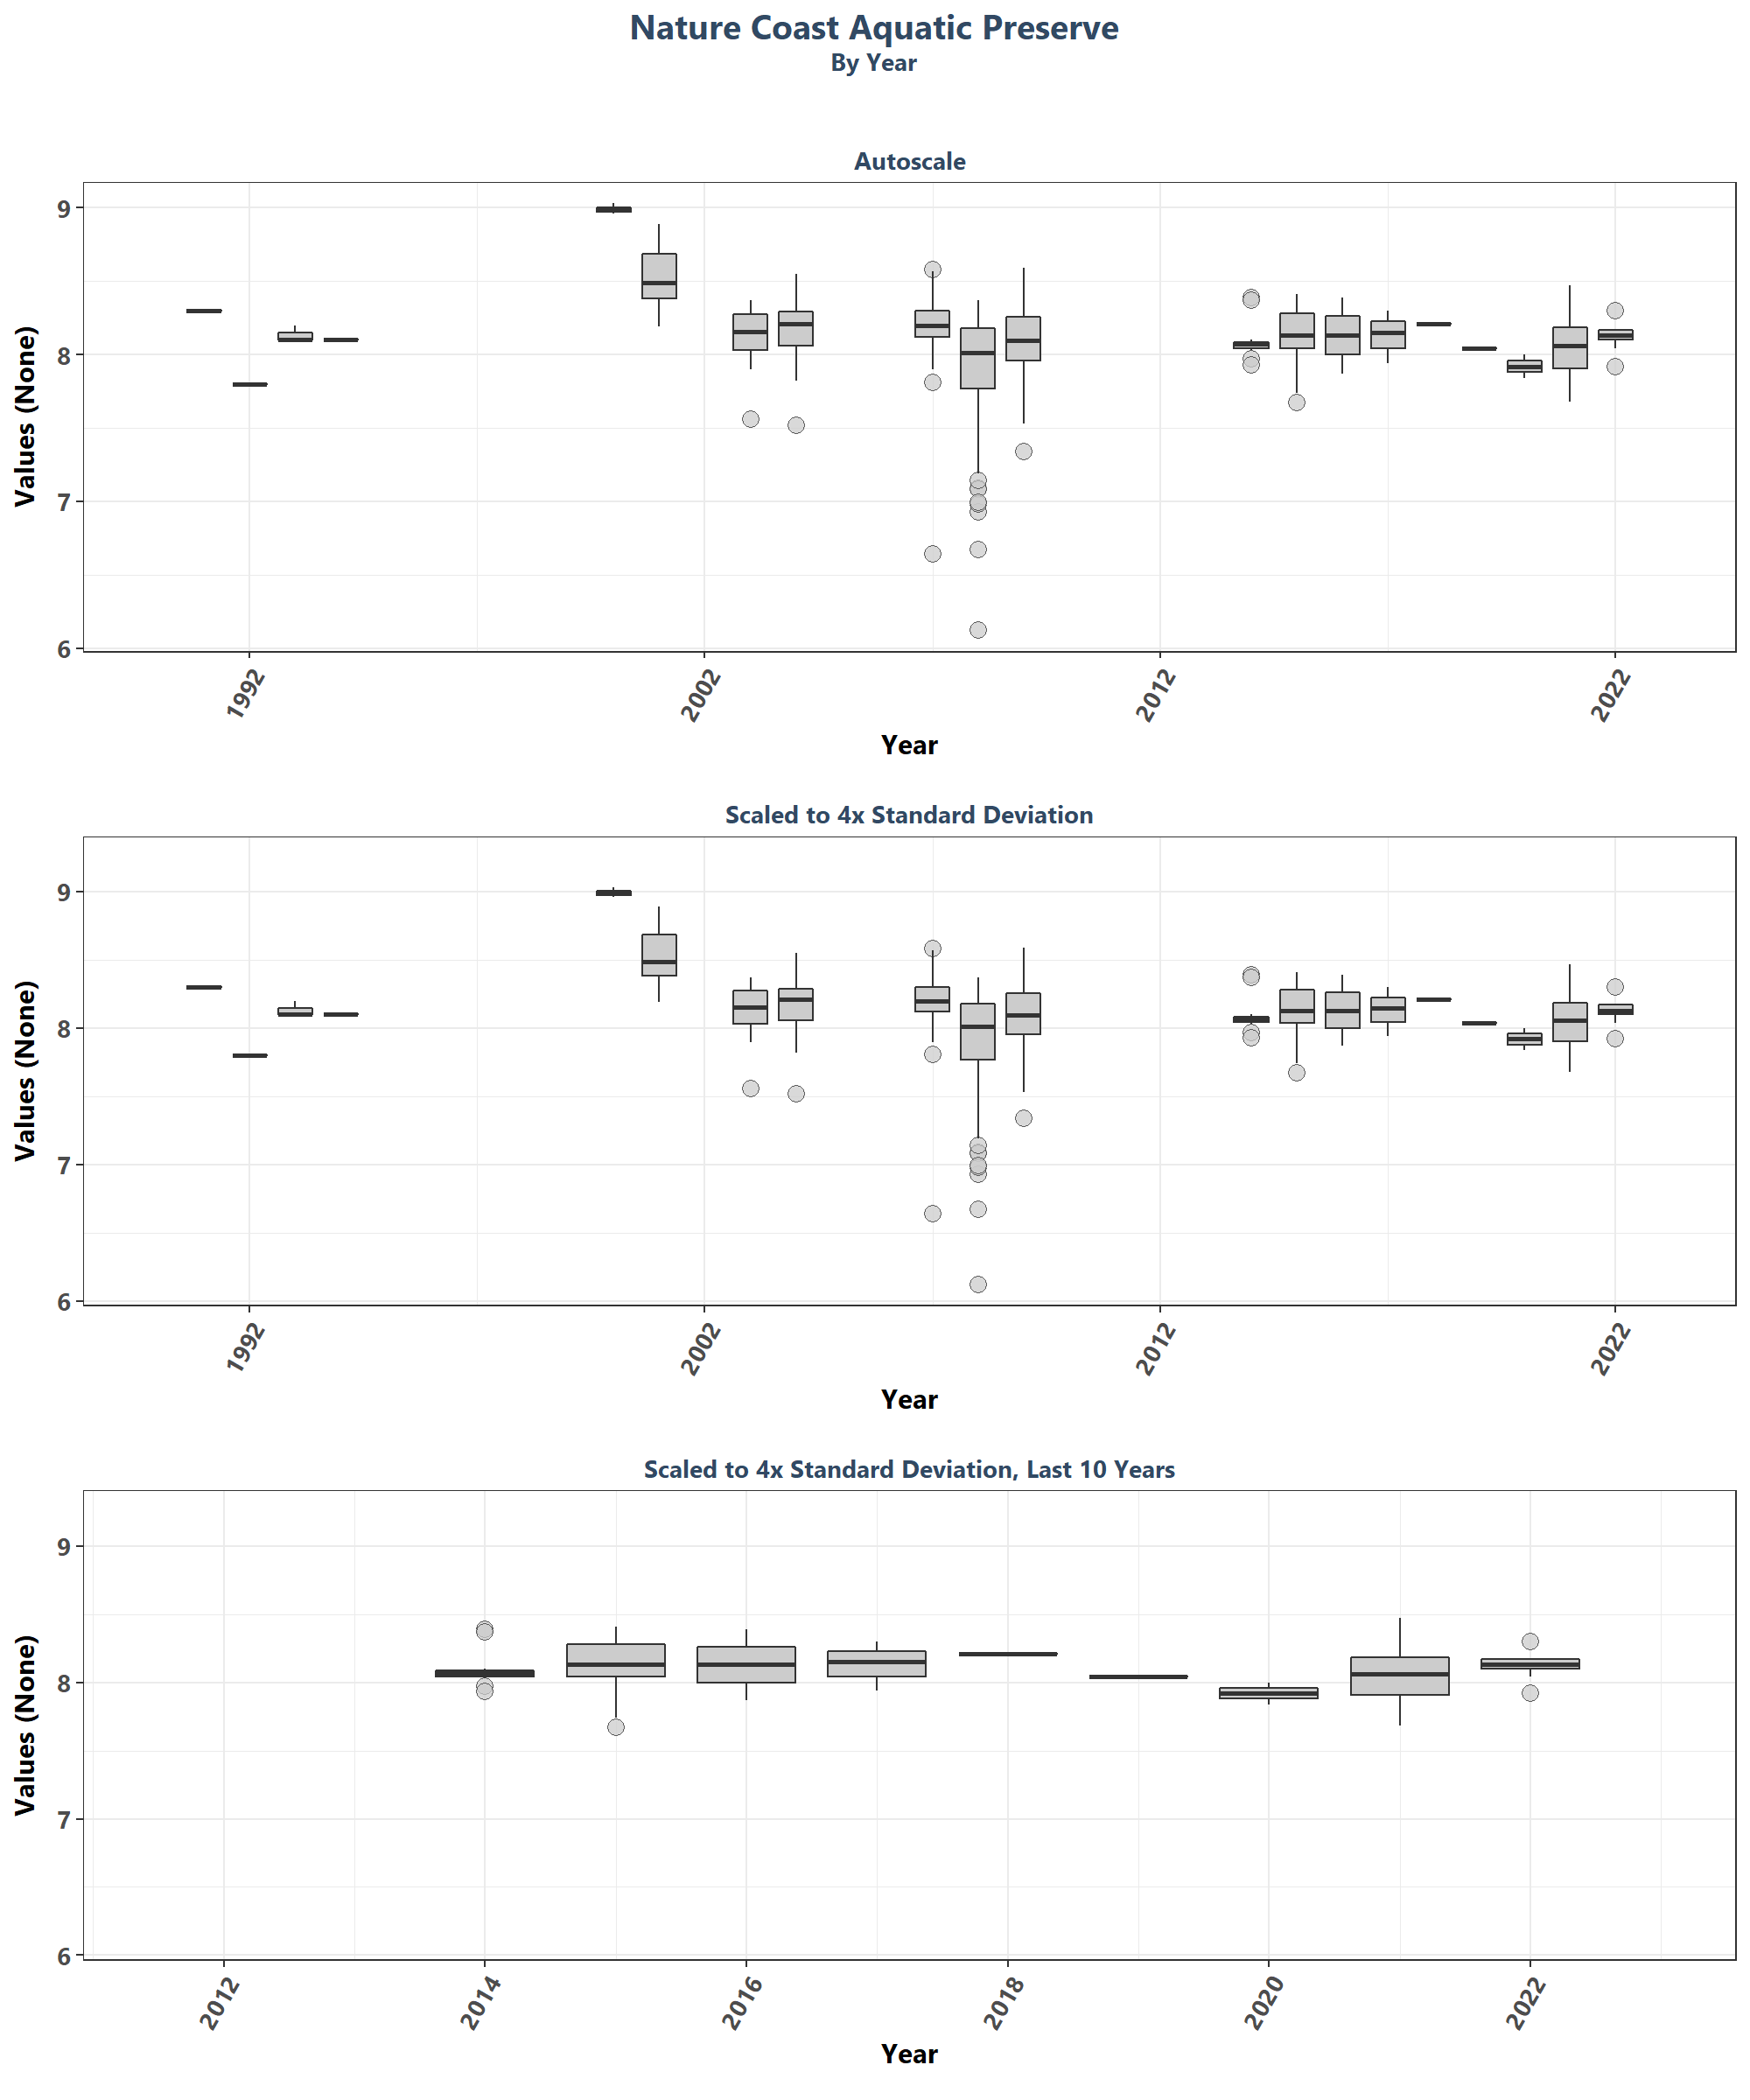 Nature Coast Aquatic Preserve
By Year
Autoscale
Values (None)
9
8
7
6
1992
2002
2012
2022
Year
Scaled to 4x Standard Deviation
Values (None)
9
8
7
6
1992
2002
2012
2022
Year
Scaled to 4x Standard Deviation, Last 10 Years
Values (None)
9
8
7
6
2012
2014
2016
2018
2020
2022
Year